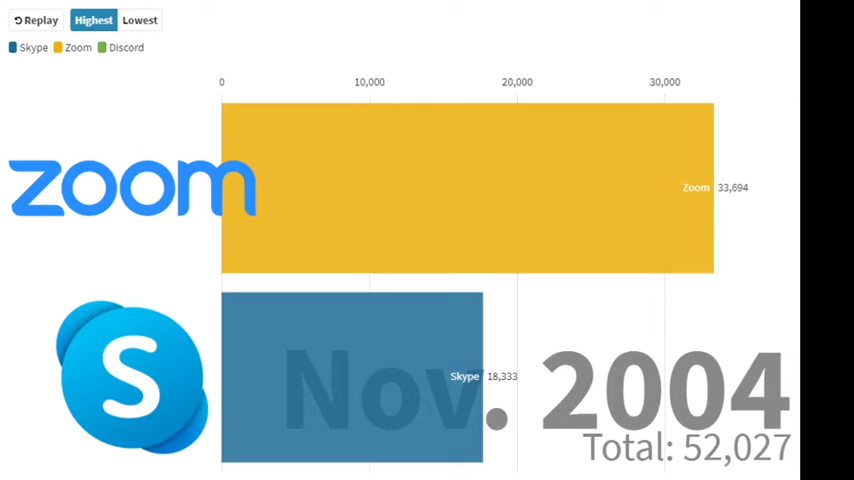 Replay Highest Lowest
Skype Zoom Discord
0 10,000 20,000 30,000
zoom
Zoom 33,694
S
Skype 18,333
Nov. 2004
Total: 52,027